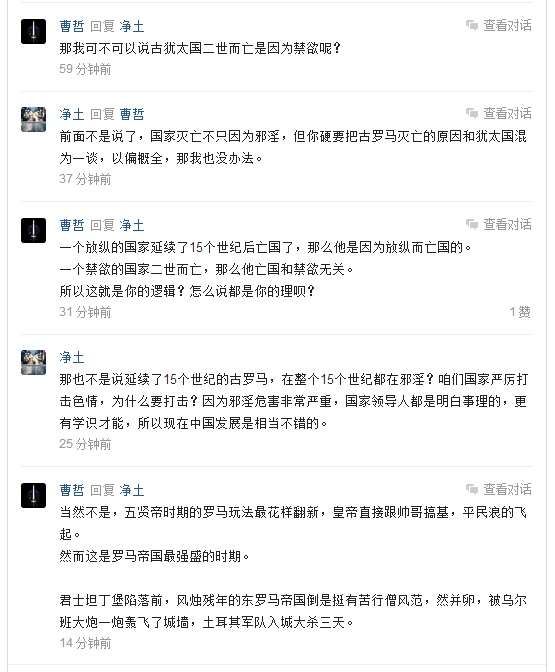 曹哲 回复 净土 查看对话
那我可不可以说古犹太国二世而亡是因为禁欲呢?
59 分钟前
净土 回复 曹哲 查看对话
前面不是说了，国家灭亡不只因为邪淫，但你硬要把古罗马灭亡的原因和犹太国混
为一谈，以偏概全，那我也没办法。
37 分钟前
曹哲 回复 净土 查看对话
一个放纵的国家延续了15个世纪后亡国了，那么他是因为放纵而亡国的。
一个禁欲的国家二世而亡，那么他亡国和禁欲无关。
所以这就是你的逻辑？怎么说都是你的理呗？
31 分钟前 1 赞
净土
那也不是说延续了15个世纪的古罗马，在整个15个世纪都在邪淫？咱们国家严厉打
击色情，为什么要打击？因为邪淫危害非常严重，国家领导人都是明白事理的，更
有学识才能，所以现在中国发展是相当不错的。
25 分钟前
曹哲 回复 净土 查看对话
当然不是，五贤帝时期的罗马玩法最花样翻新，皇帝直接跟帅哥搞基，平民浪的飞
起。
然而这是罗马帝国最强盛的时期。
君士坦丁堡陷落前，风烛残年的东罗马帝国倒是挺有苦行僧风范，然并卵，被乌尔
班大炮一炮轰飞了城墙，土耳其军队入城大杀三天。
14 分钟前